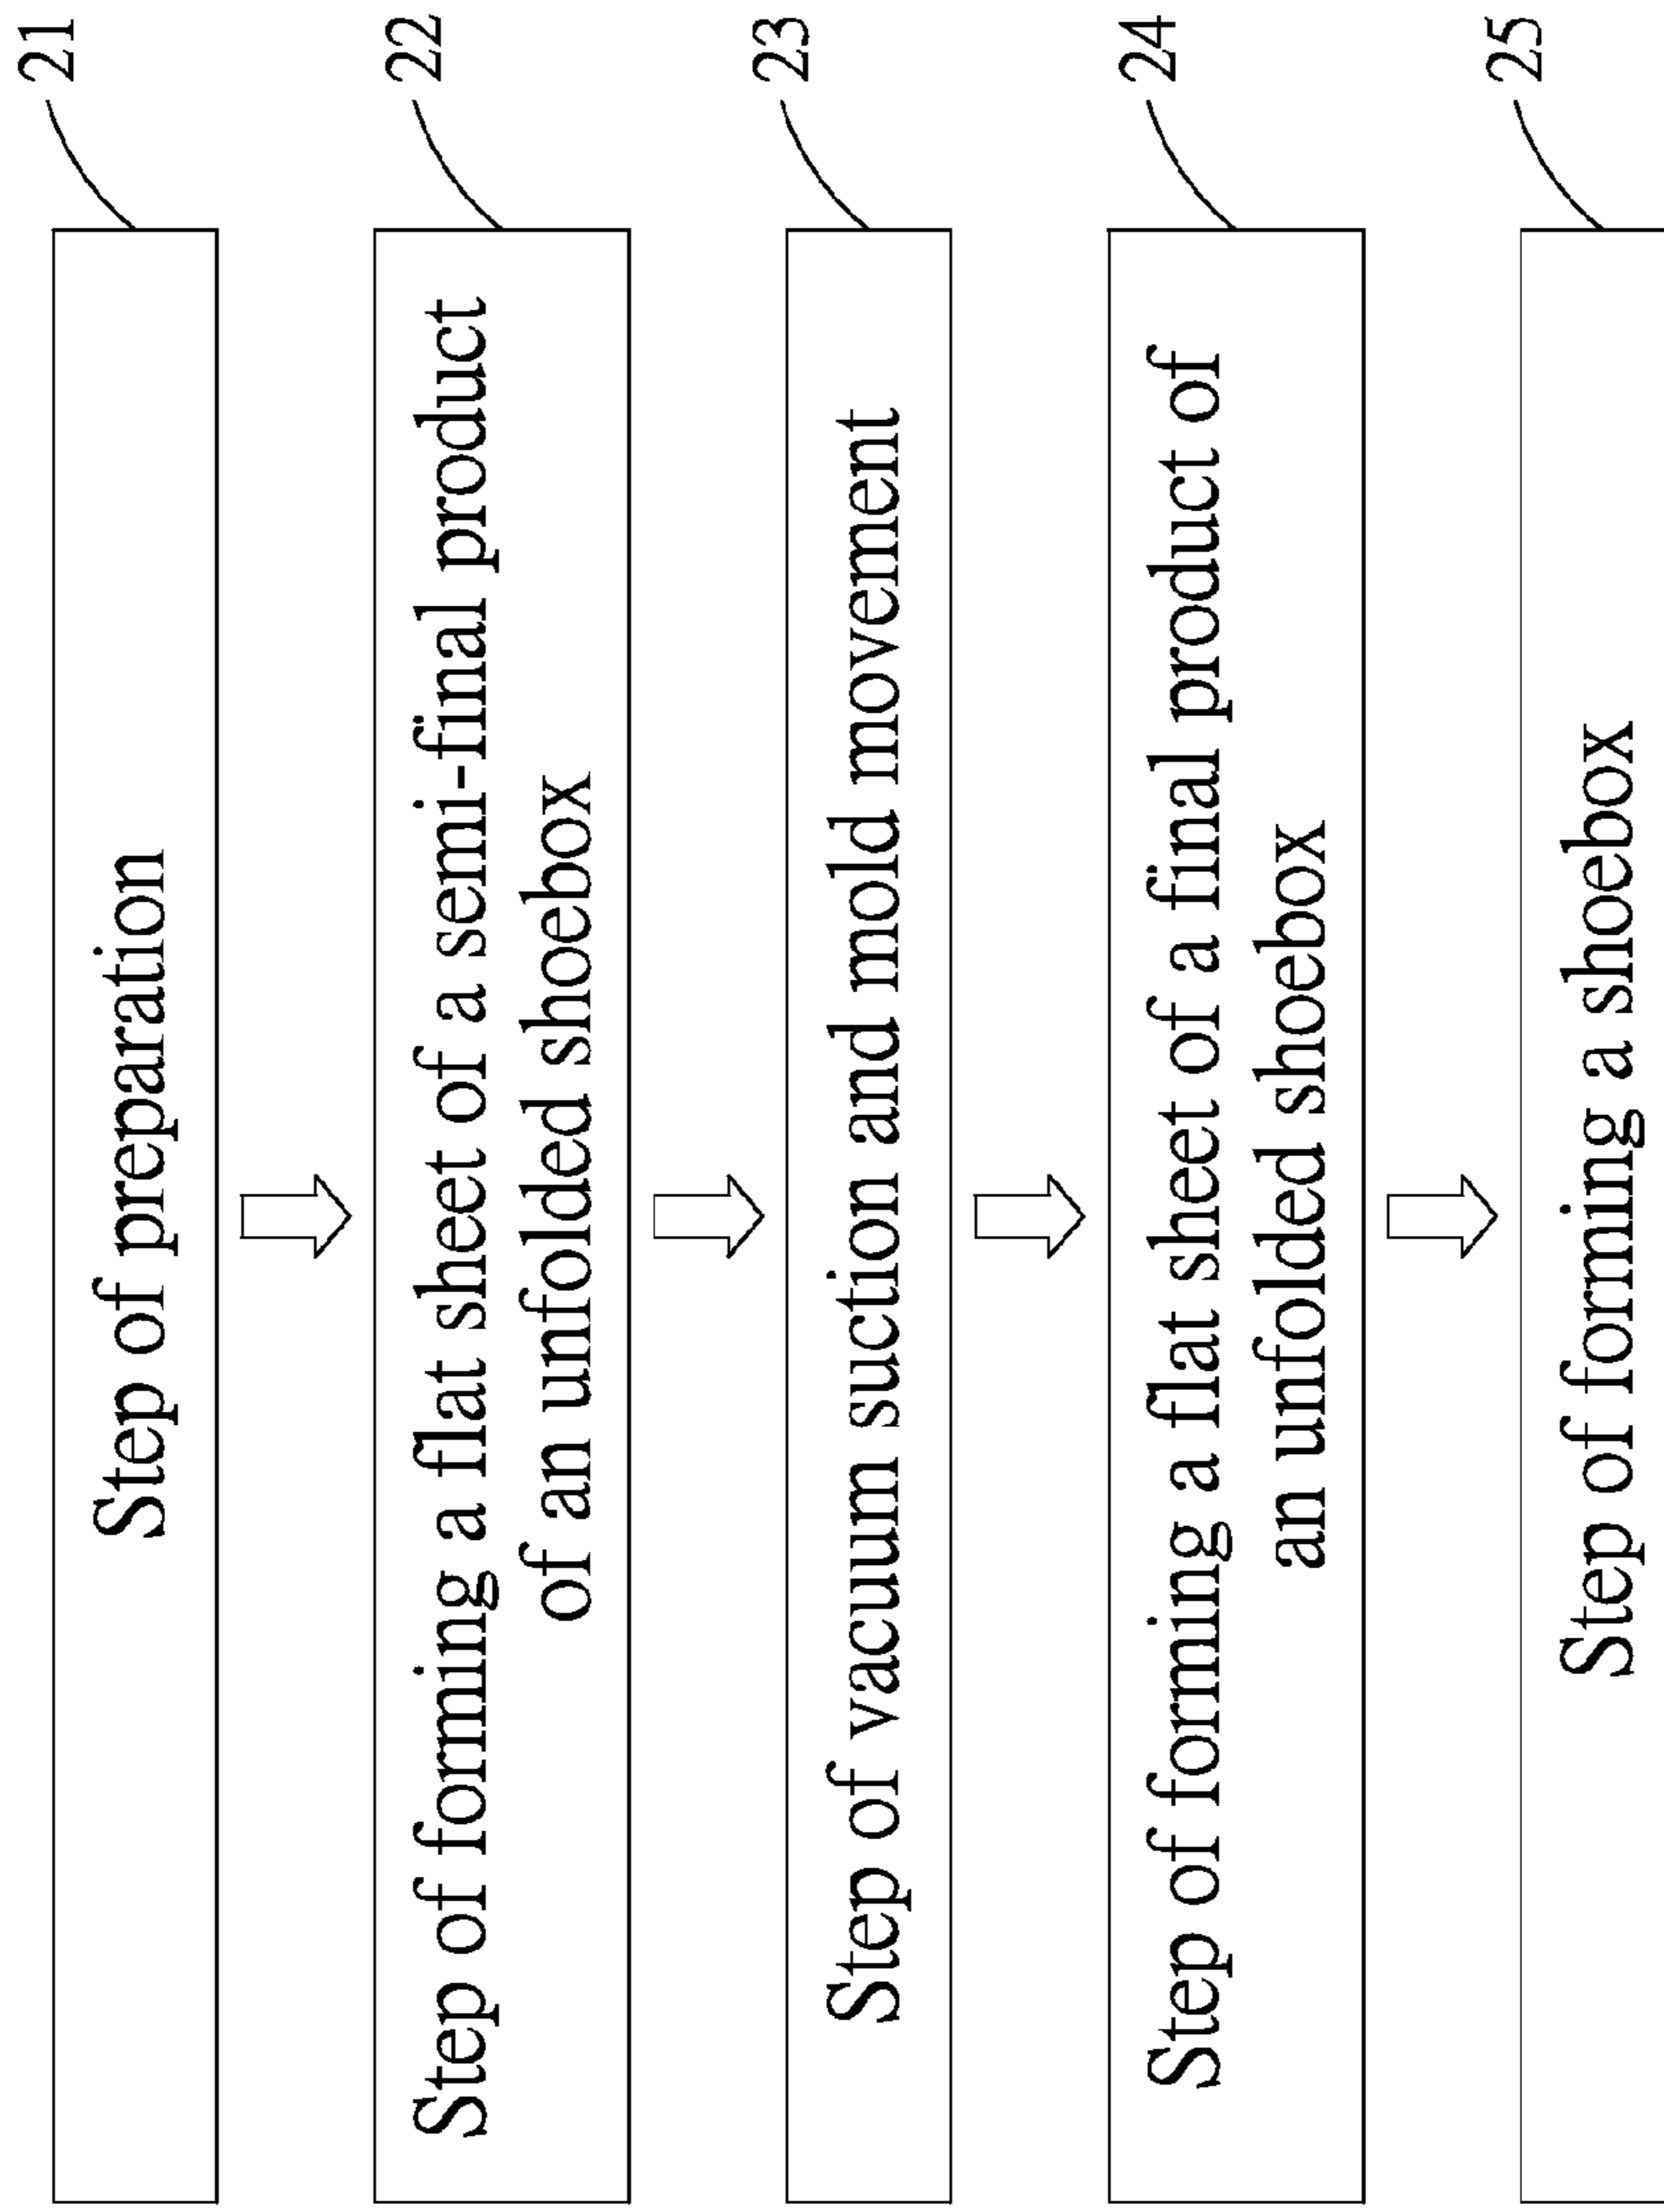 Step of preparation
21
Step of forming a flat sheet of a semi-final product
of an unfolded shoebox
22
Step of vacuum suction and mold movement
23
Step of forming a flat sheet of a final product of
an unfolded shoebox
24
Step of forming a shoebox
25